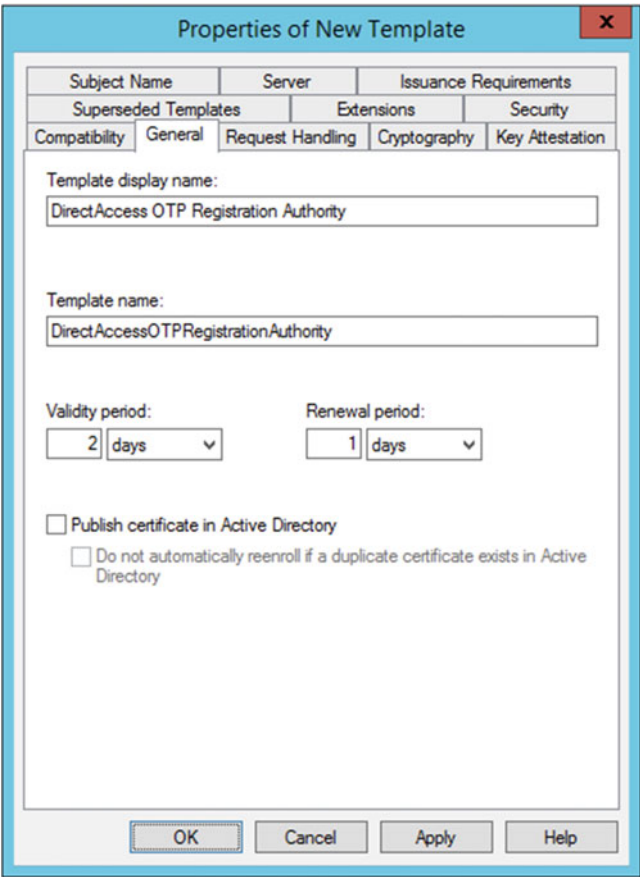 Properties of New Template
x
Subject Name Server Issuance Requirements
Superseded Templates Extensions Security
Compatibility General Request Handling Cryptography Key Attestation
Template display name:
DirectAccess OTP Registration Authority
Template name:
DirectAccessOTPRegistrationAuthority
Validity period: Renewal period:
2 days 1 days
Publish certificate in Active Directory
Do not automatically reenroll if a duplicate certificate exists in Active
Directory
OK Cancel Apply Help